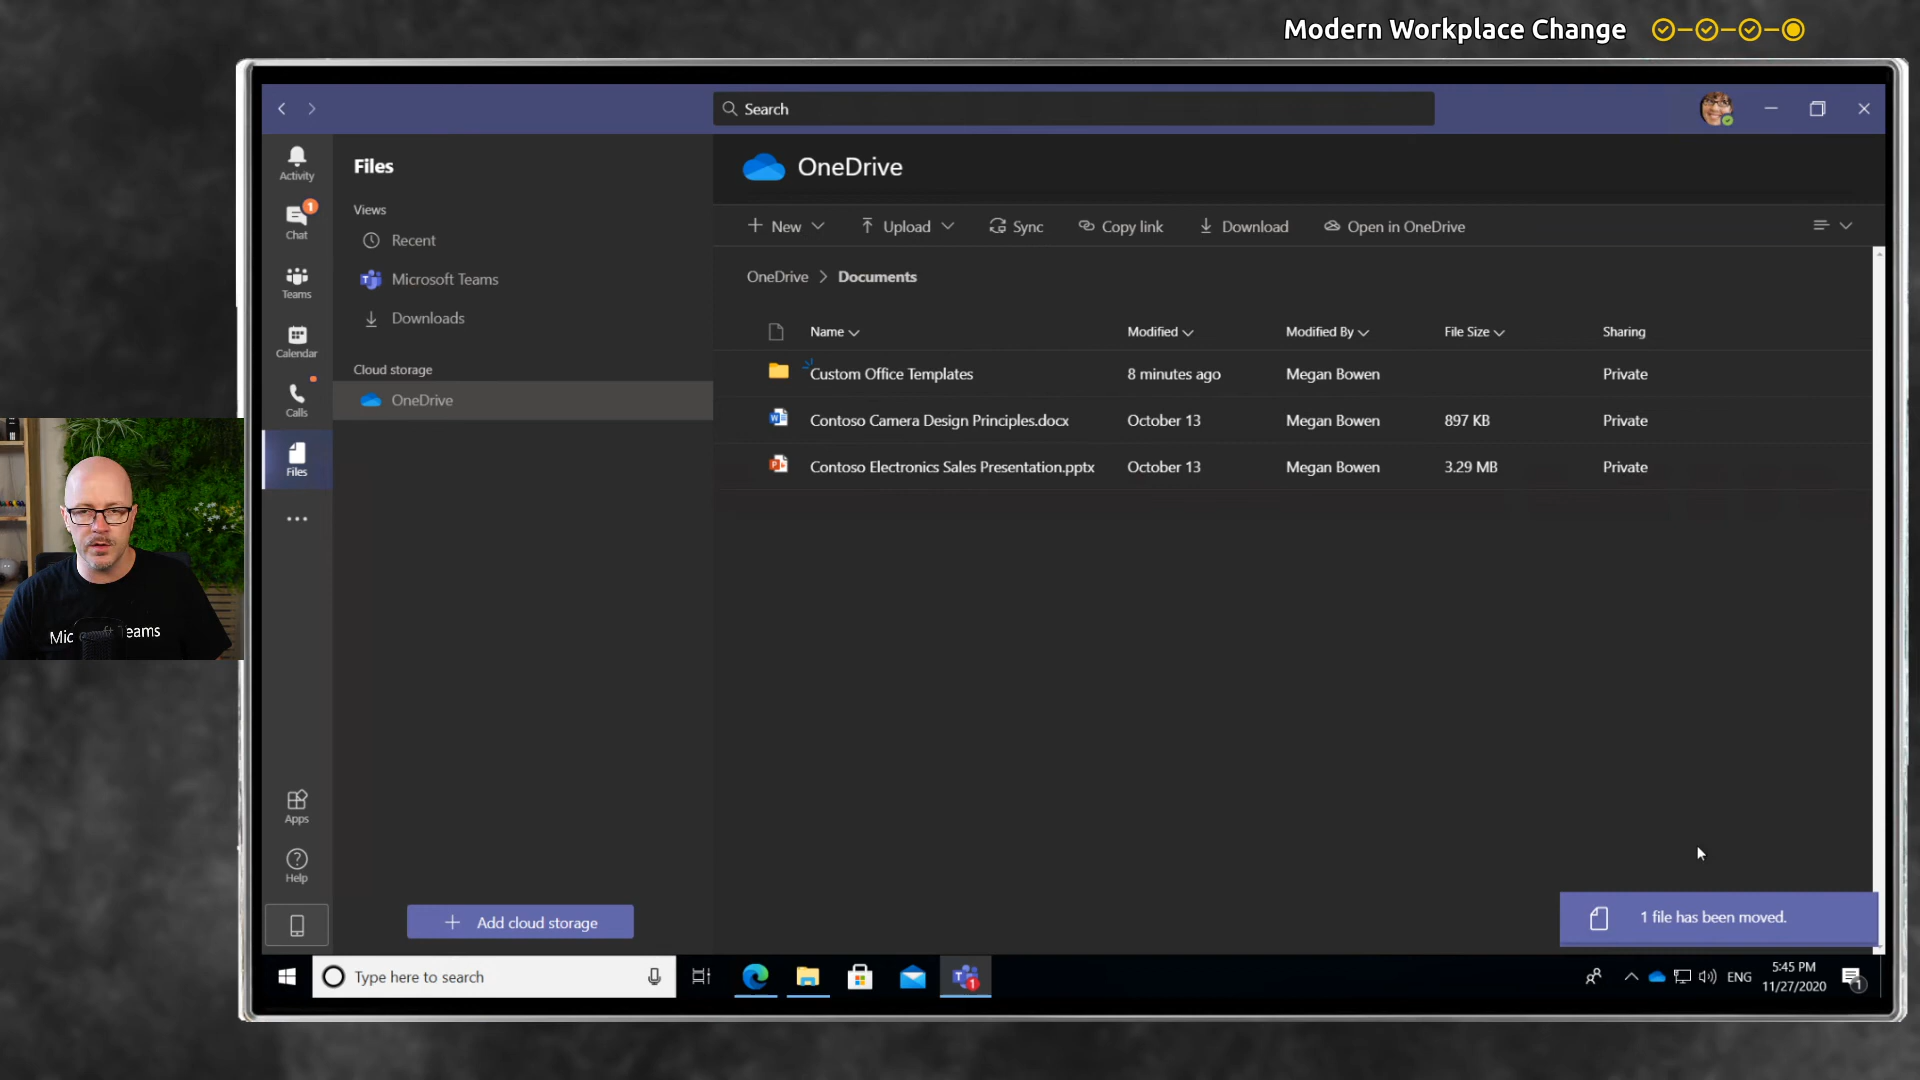 Modern Workplace Change
Search
Activity
Chat
1
Teams
Calendar
Calls
Files
Apps
Help
Files
Views
Recent
Microsoft Teams
Downloads
Cloud storage
OneDrive
Add cloud storage
OneDrive
New
Upload
Sync
Copy link
Download
Open in OneDrive
OneDrive > Documents
Name
Modified
Modified By
File Size
Sharing
Custom Office Templates 8 minutes ago Megan Bowen Private
Contoso Camera Design Principles.docx October 13 Megan Bowen 897 KB Private
Contoso Electronics Sales Presentation.pptx October 13 Megan Bowen 3.29 MB Private
1 file has been moved.
Type here to search
1
ENG
5:45 PM
11/27/2020
1